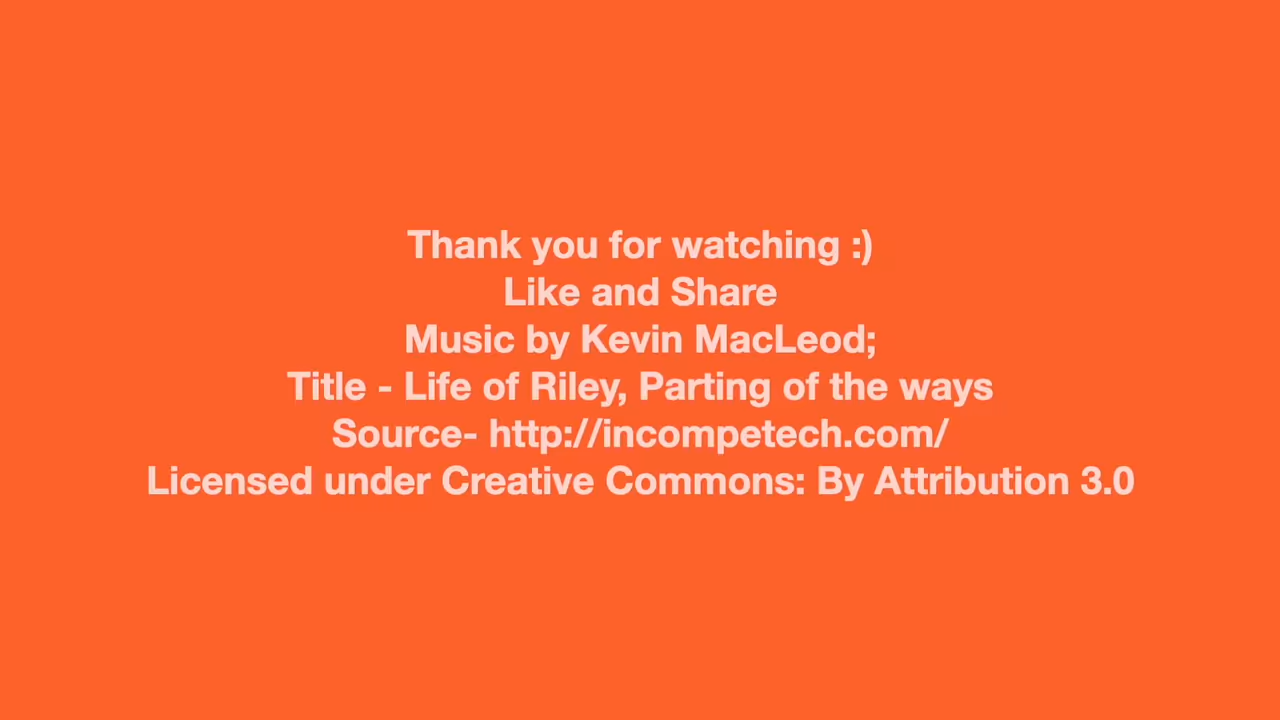 Thank you for watching :)
Like and Share
Music by Kevin MacLeod;
Title - Life of Riley, Parting of the ways
Source- http://incompetech.com/
Licensed under Creative Commons: By Attribution 3.0